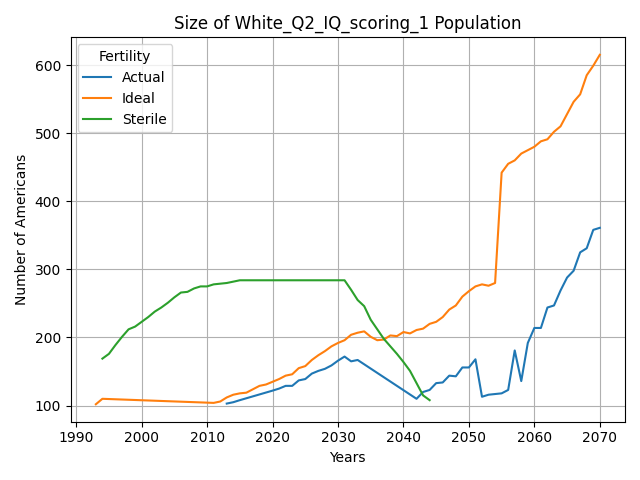 Size of White_Q2_IQ_scoring_1 Population
Fertility
Actual
Ideal
Sterile
Number of Americans
600
500
400
300
200
100
1990 2000 2010 2020 2030 2040 2050 2060 2070
Years